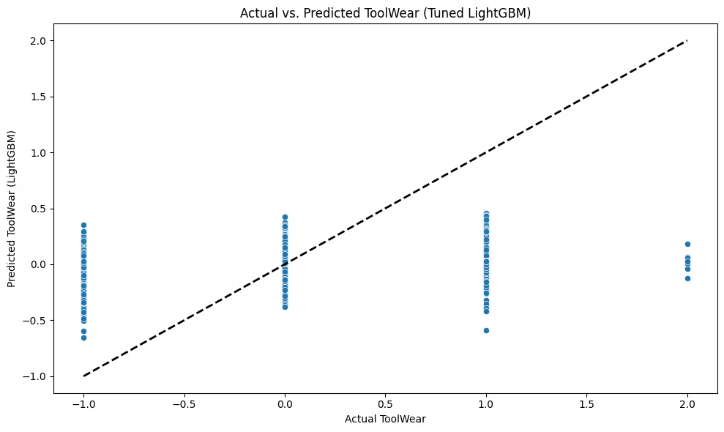 Actual vs. Predicted ToolWear (Tuned LightGBM)
Predicted ToolWear (LightGBM)
2.0
1.5
1.0
0.5
0.0
−0.5
−1.0
−1.0 −0.5 0.0 0.5 1.0 1.5 2.0
Actual ToolWear